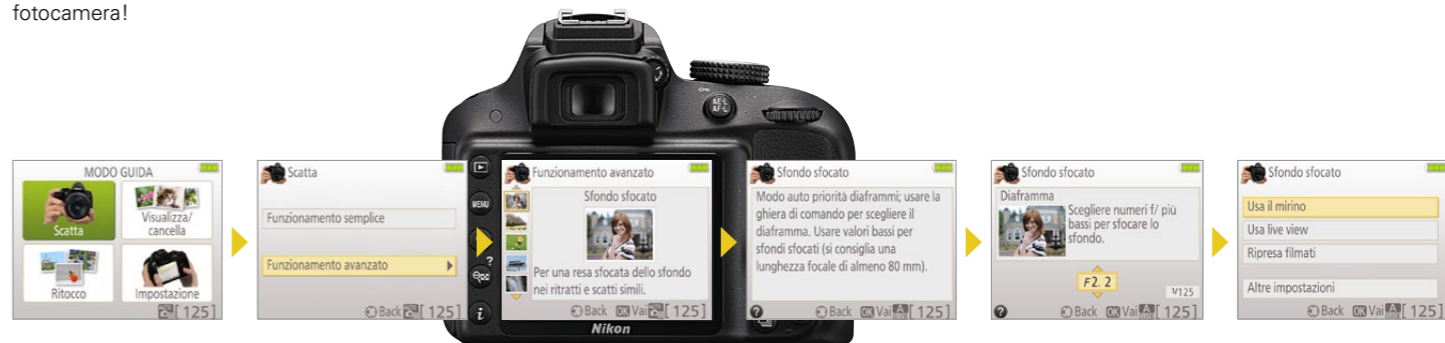 fotocamera!
MODO GUIDA
Scatta
Visualizza/
cancella
Ritocco
Impostazione
[125]
Scatta
Funzionamento semplice
Funzionamento avanzato
Back [125]
MENU
?
i
AE-L
AF-L
Funzionamento avanzato
Sfondo sfocato
Per una resa sfocata dello sfondo
nei ritratti e scatti simili.
Back OK Vai [125]
Nikon
Sfondo sfocato
Modo auto priorità diaframmi; usare la
ghiera di comando per scegliere il
diaframma. Usare valori bassi per
sfondi sfocati (si consiglia una
lunghezza focale di almeno 80 mm).
? Back OK Vai A [125]
Sfondo sfocato
Diaframma
Scegliere numeri f/ più
bassi per sfocare lo
sfondo.
F2.2
1/125
? Back OK Vai A [125]
Sfondo sfocato
Usa il mirino
Usa live view
Ripresa filmati
Altre impostazioni
Back OK Vai A [125]